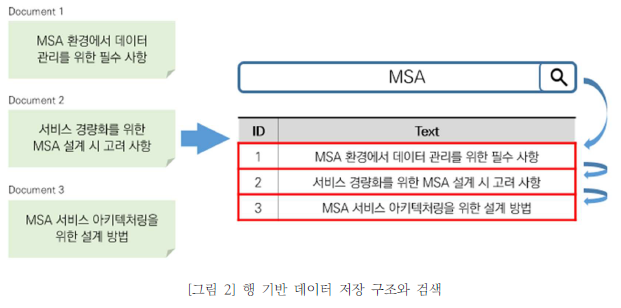 Document 1
MSA 환경에서 데이터
관리를 위한 필수 사항
Document 2
서비스 경량화를 위한
MSA 설계 시 고려 사항
Document 3
MSA 서비스 아키텍처링을
위한 설계 방법
MSA
ID Text
1 MSA 환경에서 데이터 관리를 위한 필수 사항
2 서비스 경량화를 위한 MSA 설계 시 고려 사항
3 MSA 서비스 아키텍처링을 위한 설계 방법
[그림 2] 행 기반 데이터 저장 구조와 검색